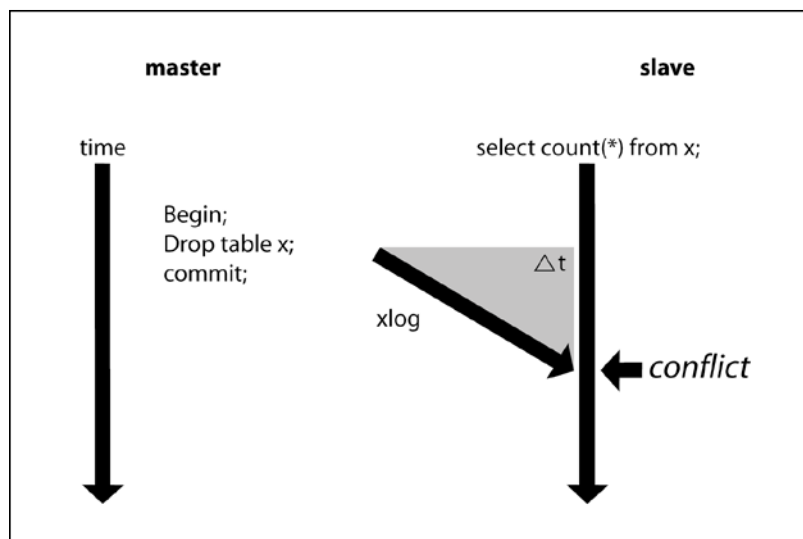 master
slave
time
select count(*) from x;
Begin;
Drop table x;
commit;
△t
xlog
conflict